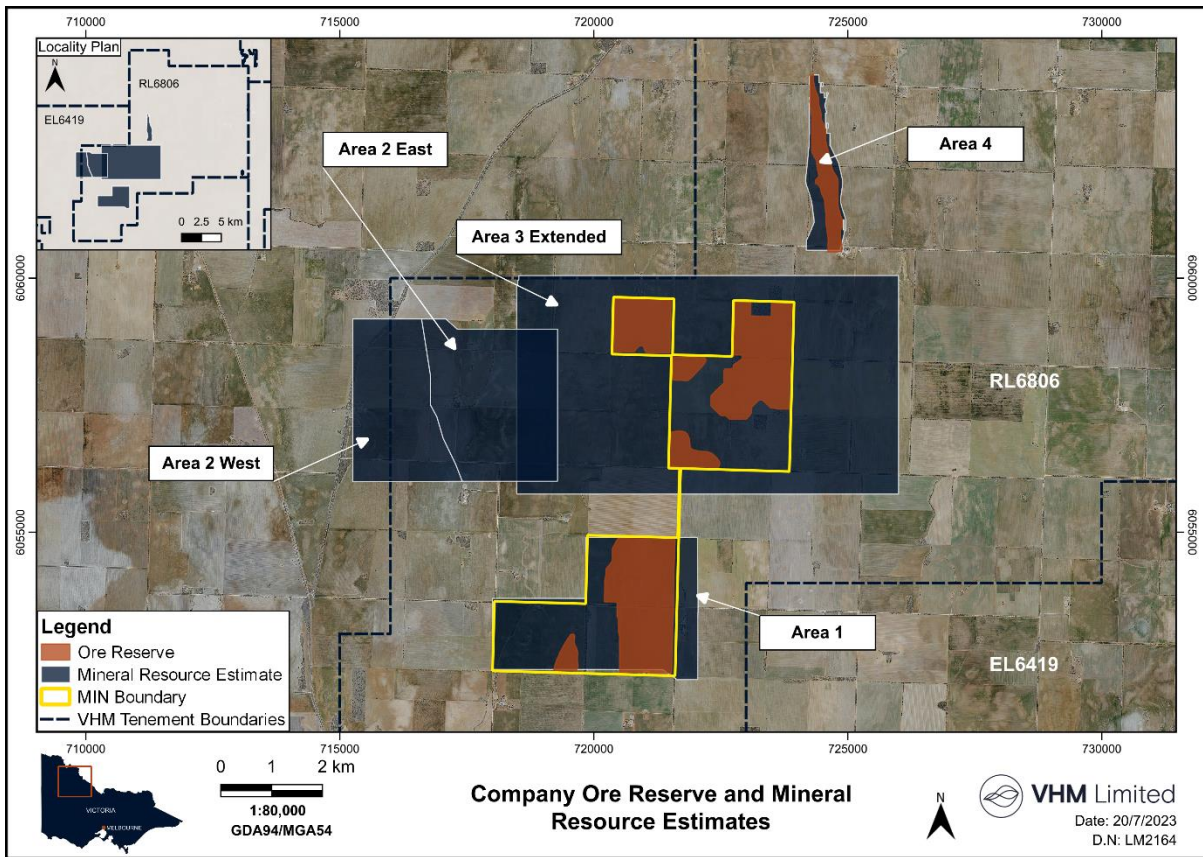 710000
715000
720000
725000
730000
Locality Plan
N
RL6806
EL6419
0 2.5 5 km
Area 2 East
Area 4
Area 3 Extended
6060000
6060000
RL6806
Area 2 West
6055000
6055000
Area 1
EL6419
Legend
Ore Reserve
Mineral Resource Estimate
MIN Boundary
VHM Tenement Boundaries
710000
715000
720000
725000
730000
VICTORIA
MELBOURNE
0 1 2 km
1:80,000
GDA94/MGA54
Company Ore Reserve and Mineral
Resource Estimates
N
VHM Limited
Date: 20/7/2023
D.N: LM2164